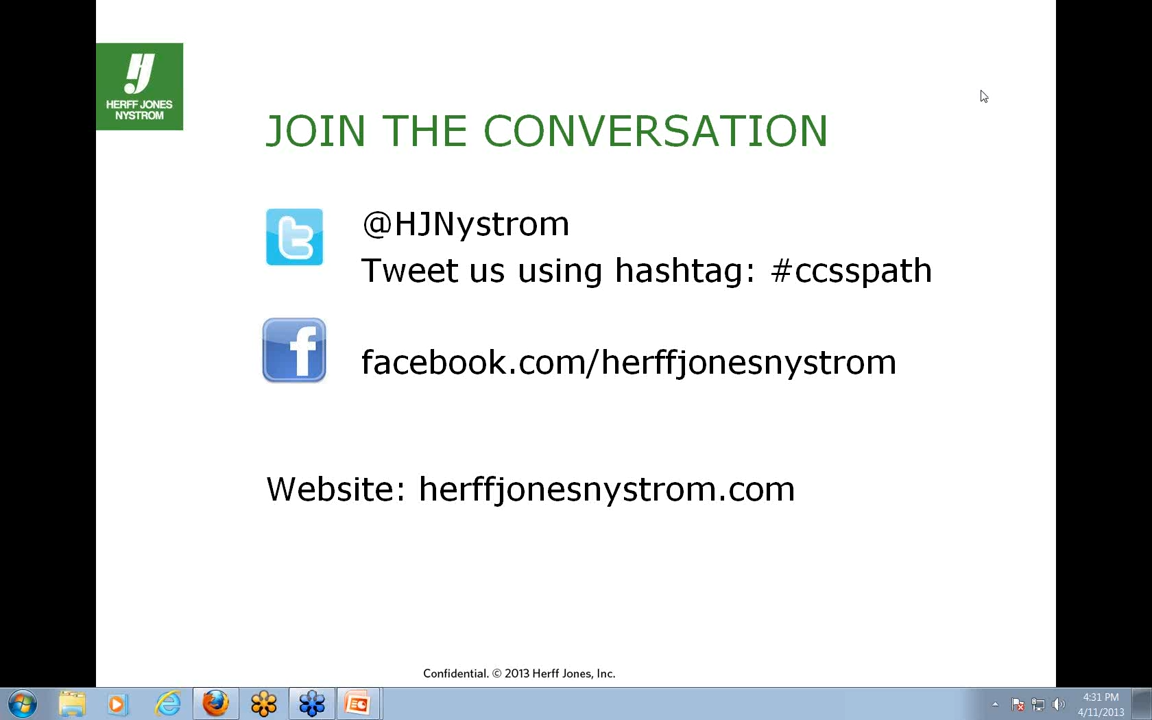 HERFF JONES
NYSTROM
JOIN THE CONVERSATION
@HJNystrom
Tweet us using hashtag: #ccsspath
facebook.com/herffjonesnystrom
Website: herffjonesnystrom.com
Confidential. © 2013 Herff Jones, Inc.
4:31 PM
4/11/2013